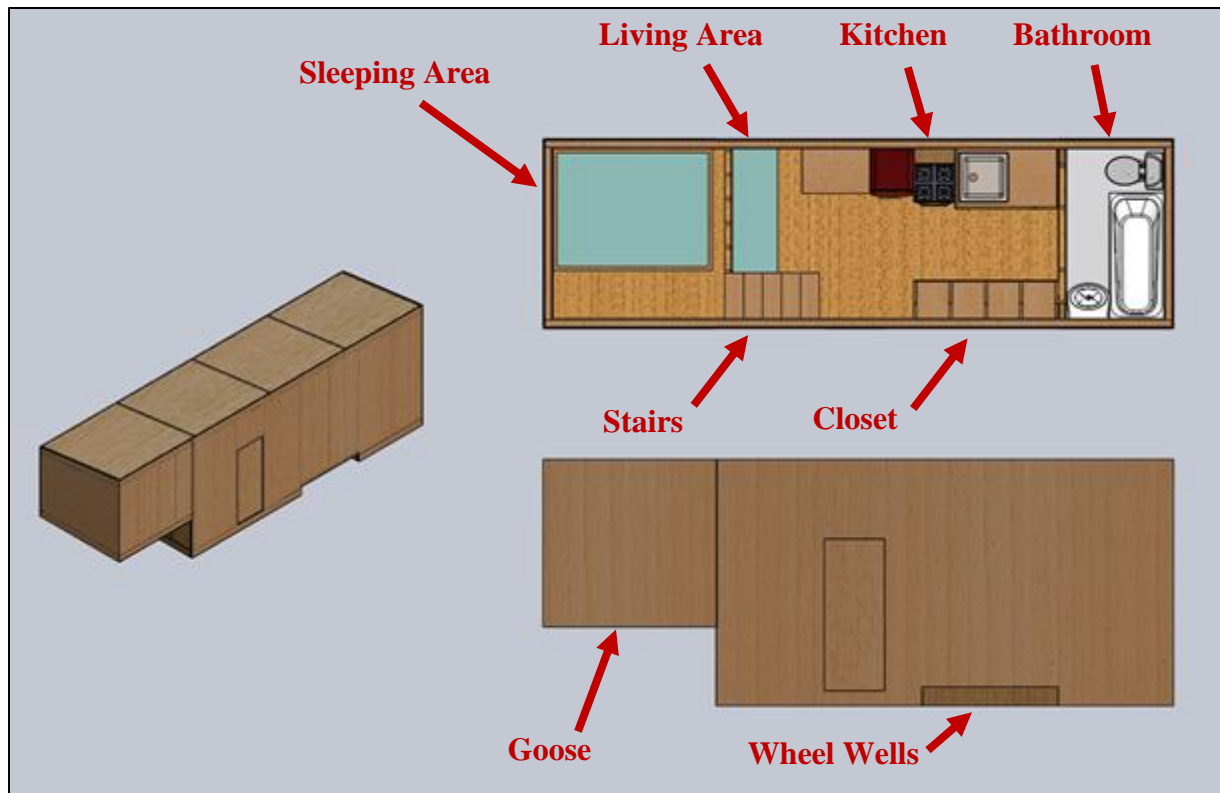 Living Area
Kitchen
Bathroom
Sleeping Area
Stairs
Closet
Goose
Wheel Wells